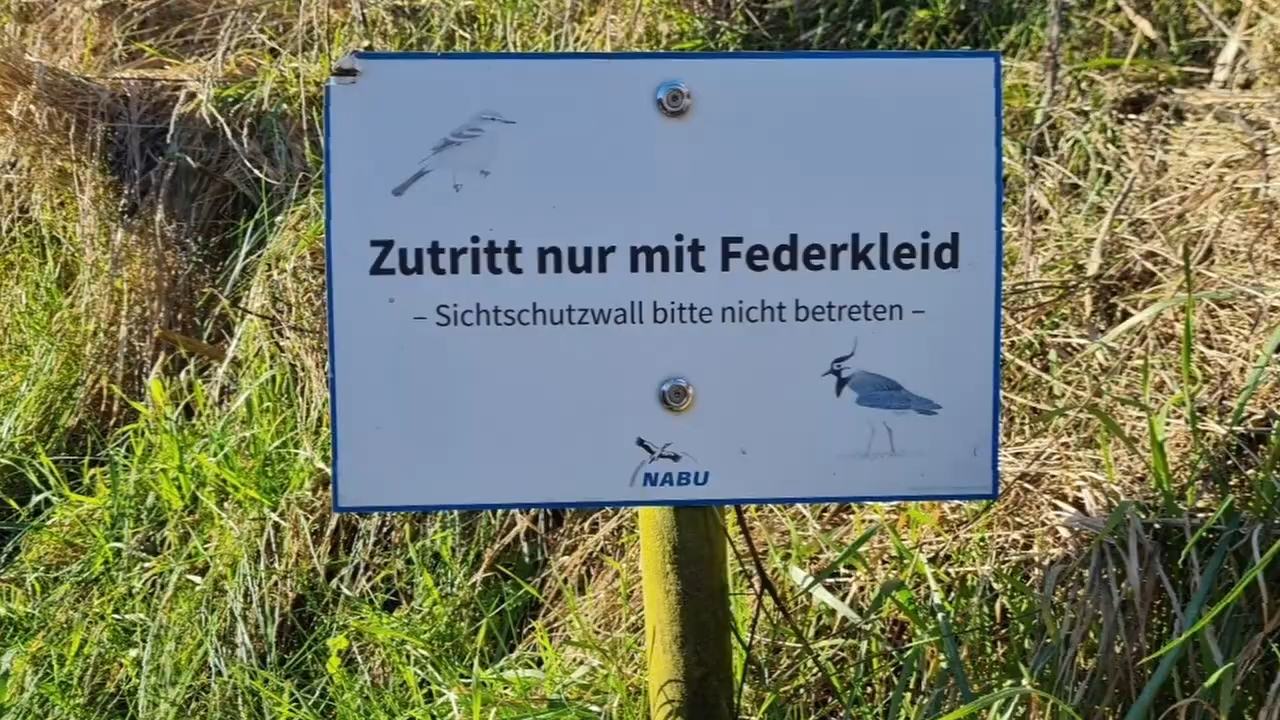 Zutritt nur mit Federkleid
– Sichtschutzwall bitte nicht betreten –
NABU